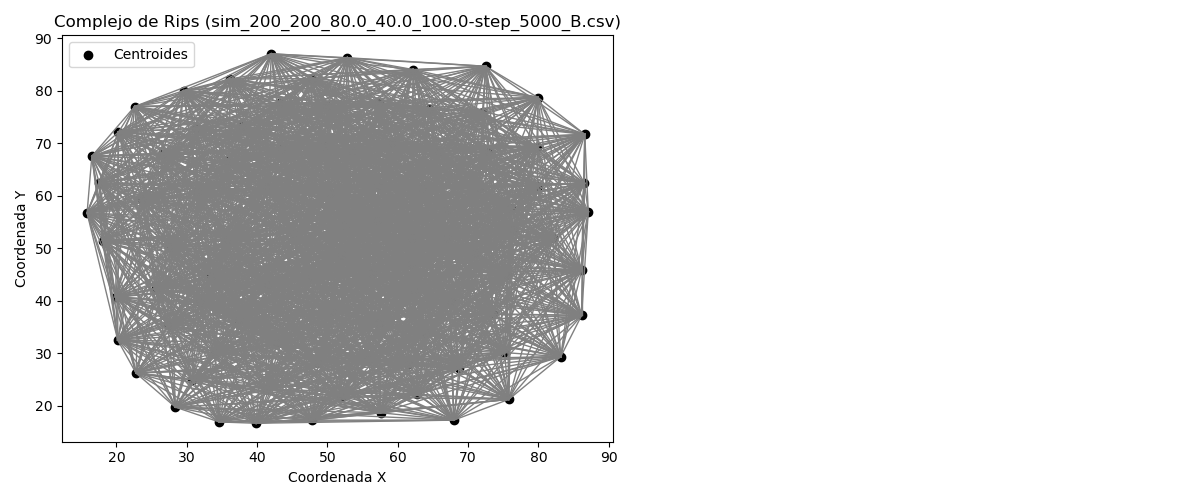 Complejo de Rips (sim_200_200_80.0_40.0_100.0-step_5000_B.csv)
Centroides
90
80
70
60
50
40
30
20
Coordenada Y
20 30 40 50 60 70 80 90
Coordenada X